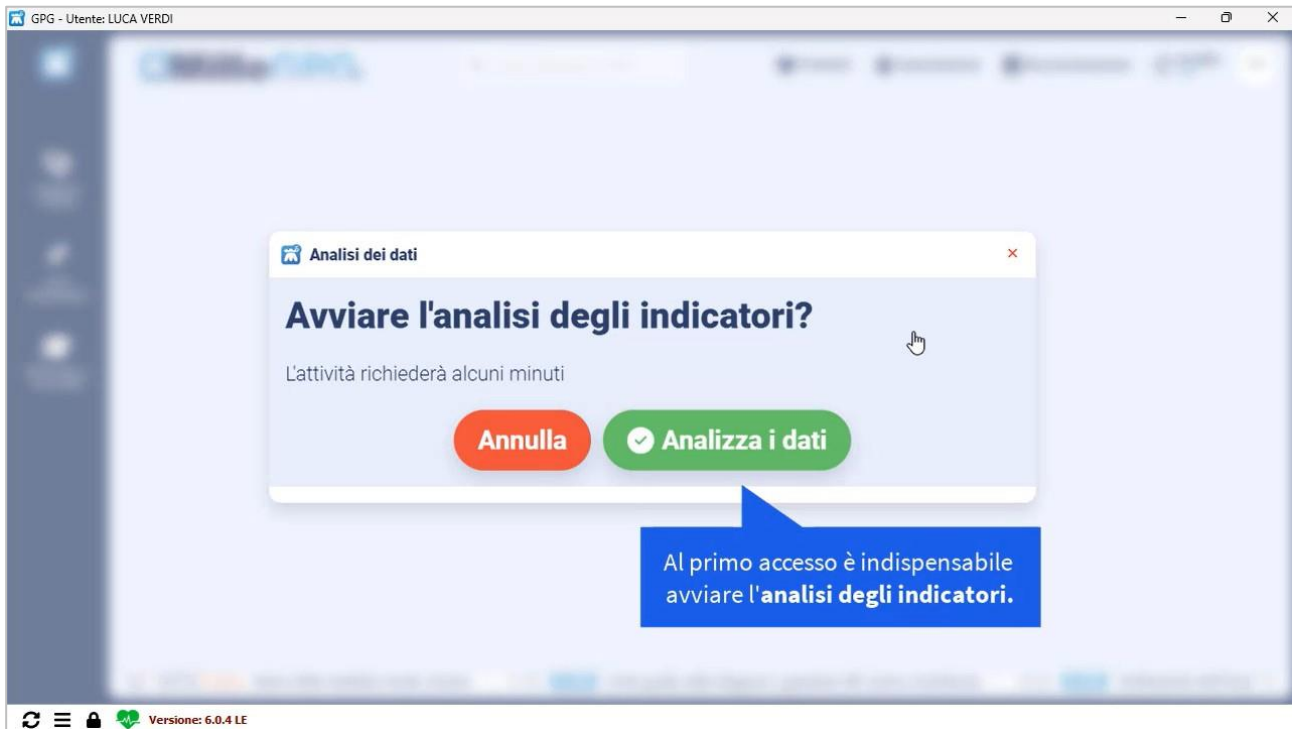 GPG - Utente: LUCA VERDI
Analisi dei dati
Avviare l'analisi degli indicatori?
L'attività richiederà alcuni minuti
Annulla
Analizza i dati
Al primo accesso è indispensabile
avviare l'analisi degli indicatori.
Versione: 6.0.4 LE